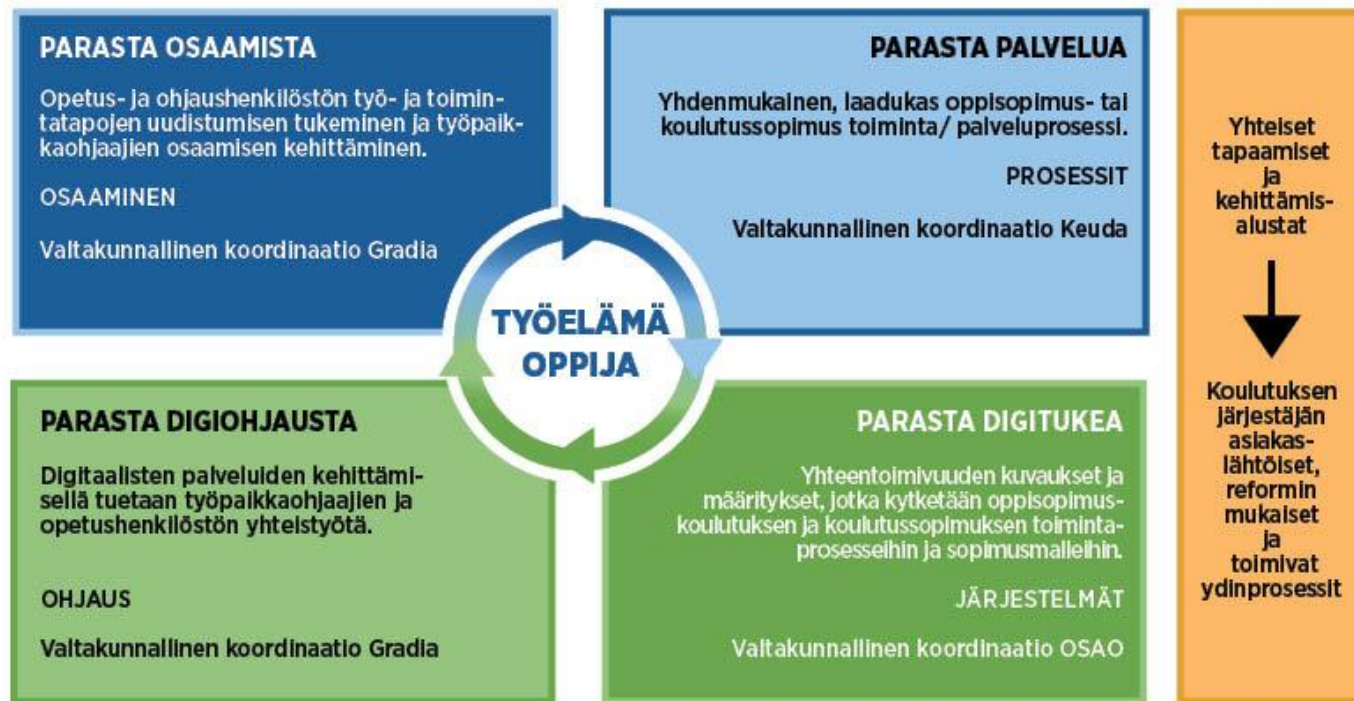 PARASTA OSAAMISTA
Opetus- ja ohjaushenkilöstön työ- ja toimin-
tatapojen uudistumisen tukeminen ja työpaik-
kaohjaajien osaamisen kehittäminen.
OSAAMINEN
Valtakunnallinen koordinaatio Gradia
PARASTA PALVELUA
Yhdenmukainen, laadukas oppisopimus- tai
koulutussopimus toiminta/ palveluprosessi.
PROSESSIT
Valtakunnallinen koordinaatio Keuda
TYÖELÄMÄ
OPPIJA
PARASTA DIGIOHJAUSTA
Digitaalisten palveluiden kehittämi-
sellä tuetaan työpaikkaohjaajien ja
opetushenkilöstön yhteistyötä.
OHJAUS
Valtakunnallinen koordinaatio Gradia
PARASTA DIGITUKEA
Yhteentoimivuuden kuvaukset ja
määritykset, jotka kytketään oppisopimus-
koulutuksen ja koulutussopimuksen toiminta-
prosesseihin ja sopimusmalleihin.
JÄRJESTELMÄT
Valtakunnallinen koordinaatio OSAO
Yhteiset
tapaamiset
ja
kehittämis-
alustat
Koulutuksen
järjestäjän
asiakas-
lähtöiset,
reformin
mukaiset
ja
toimivat
ydinprosessit